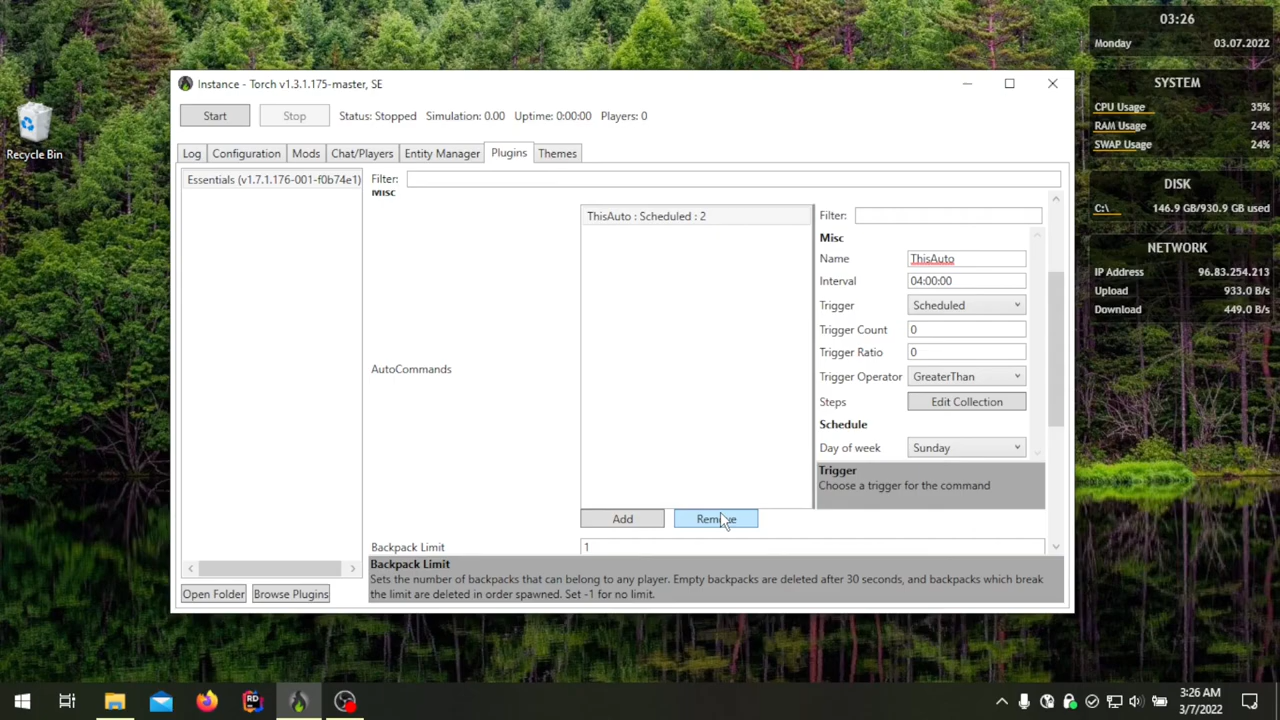 03:26
Monday 03.07.2022
SYSTEM
CPU Usage 35%
RAM Usage 24%
SWAP Usage 24%
DISK
C:\ 146.9 GB/930.9 GB used
NETWORK
IP Address 96.83.254.213
Upload 933.0 B/s
Download 449.0 B/s
Recycle Bin
Instance - Torch v1.3.1.175-master, SE
Start Stop Status: Stopped Simulation: 0.00 Uptime: 0:00:00 Players: 0
Log Configuration Mods Chat/Players Entity Manager Plugins Themes
Essentials (v1.7.1.176-001-f0b74e1)
Filter:
Misc
AutoCommands
ThisAuto : Scheduled : 2
Filter:
Misc
Name ThisAuto
Interval 04:00:00
Trigger Scheduled
Trigger Count 0
Trigger Ratio 0
Trigger Operator GreaterThan
Steps Edit Collection
Schedule
Day of week Sunday
Trigger
Choose a trigger for the command
Add Remove
Backpack Limit 1
Backpack Limit
Sets the number of backpacks that can belong to any player. Empty backpacks are deleted after 30 seconds, and backpacks which break
the limit are deleted in order spawned. Set -1 for no limit.
Open Folder Browse Plugins
RD
3:26 AM
3/7/2022